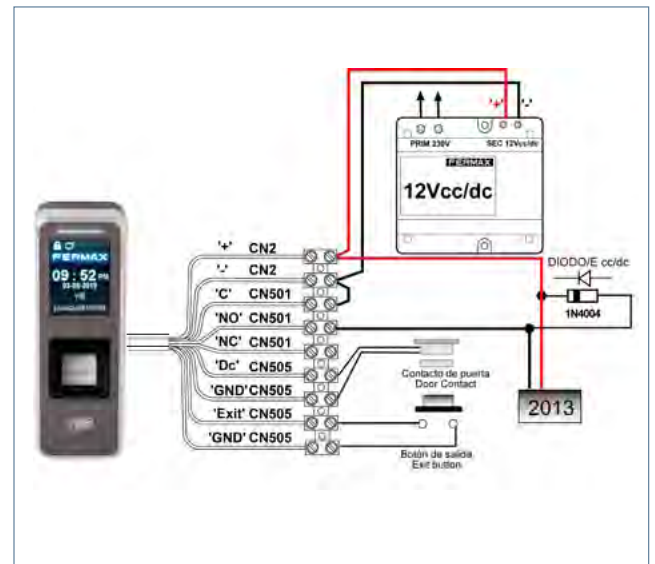 '+' '-'
PRIM 230V SEC 12Vcc/dc
FERMAX
12Vcc/dc
FERMAX
09 : 52 PM
'+' CN2
'-' CN2
'C' CN501
'NO' CN501
'NC' CN501
'Dc' CN505
'GND' CN505
'Exit' CN505
'GND' CN505
DIODO/E cc/dc
1N4004
Contacto de puerta
Door Contact
2013
Botón de salida
Exit button